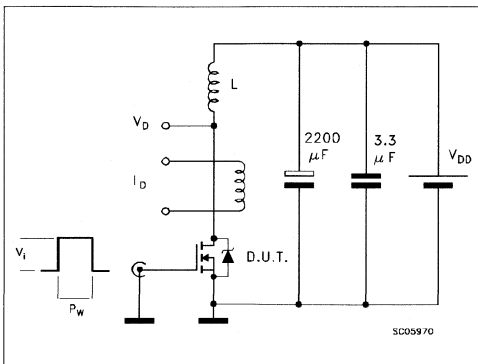 L
V_D
2200
μF
3.3
μF
V_DD
I_D
V_i
D.U.T.
P_W
SC05970